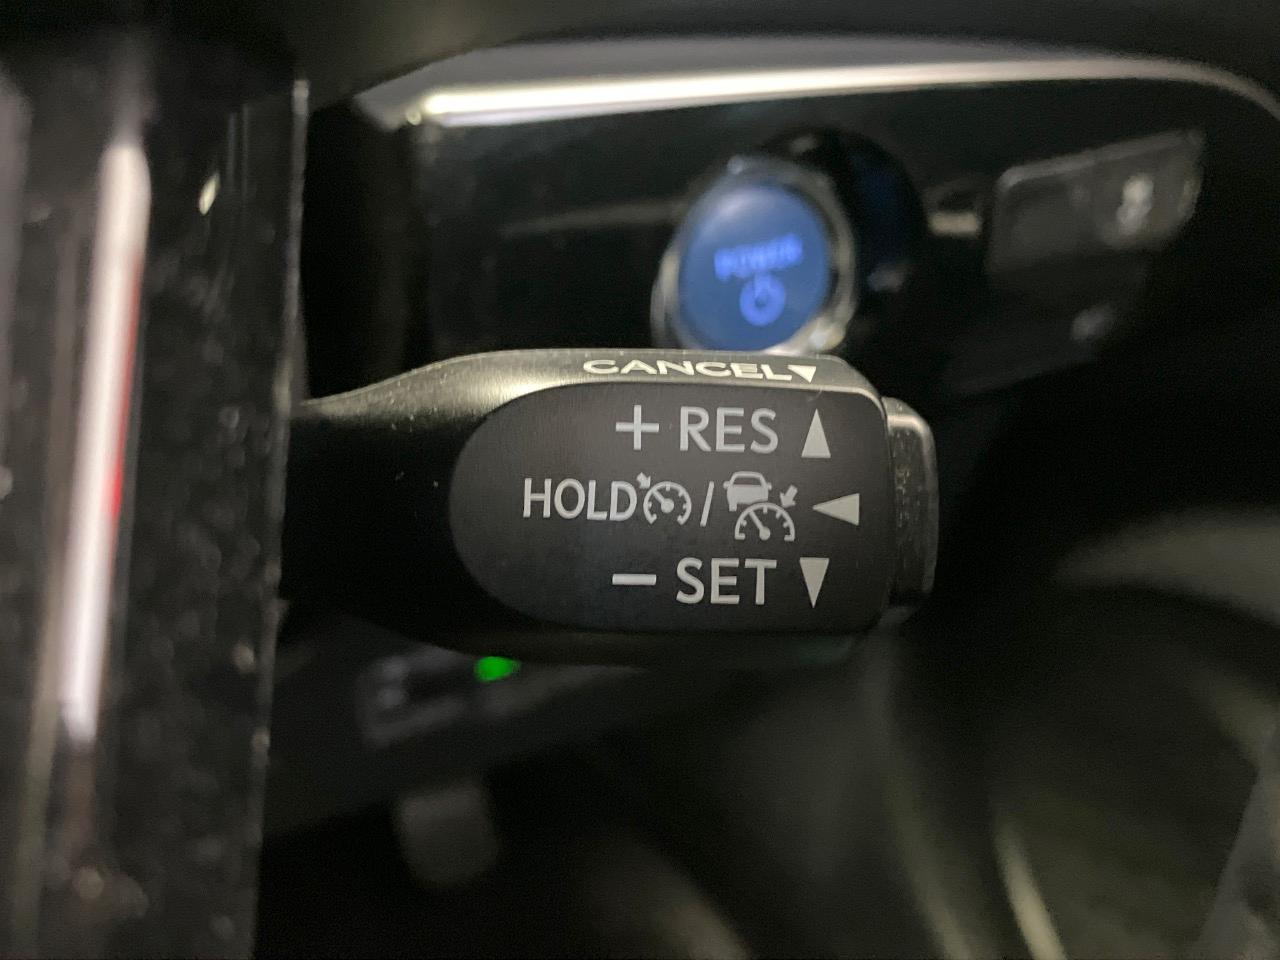 POWER
CANCEL▼
+ RES ▲
HOLD / ◀
− SET ▼